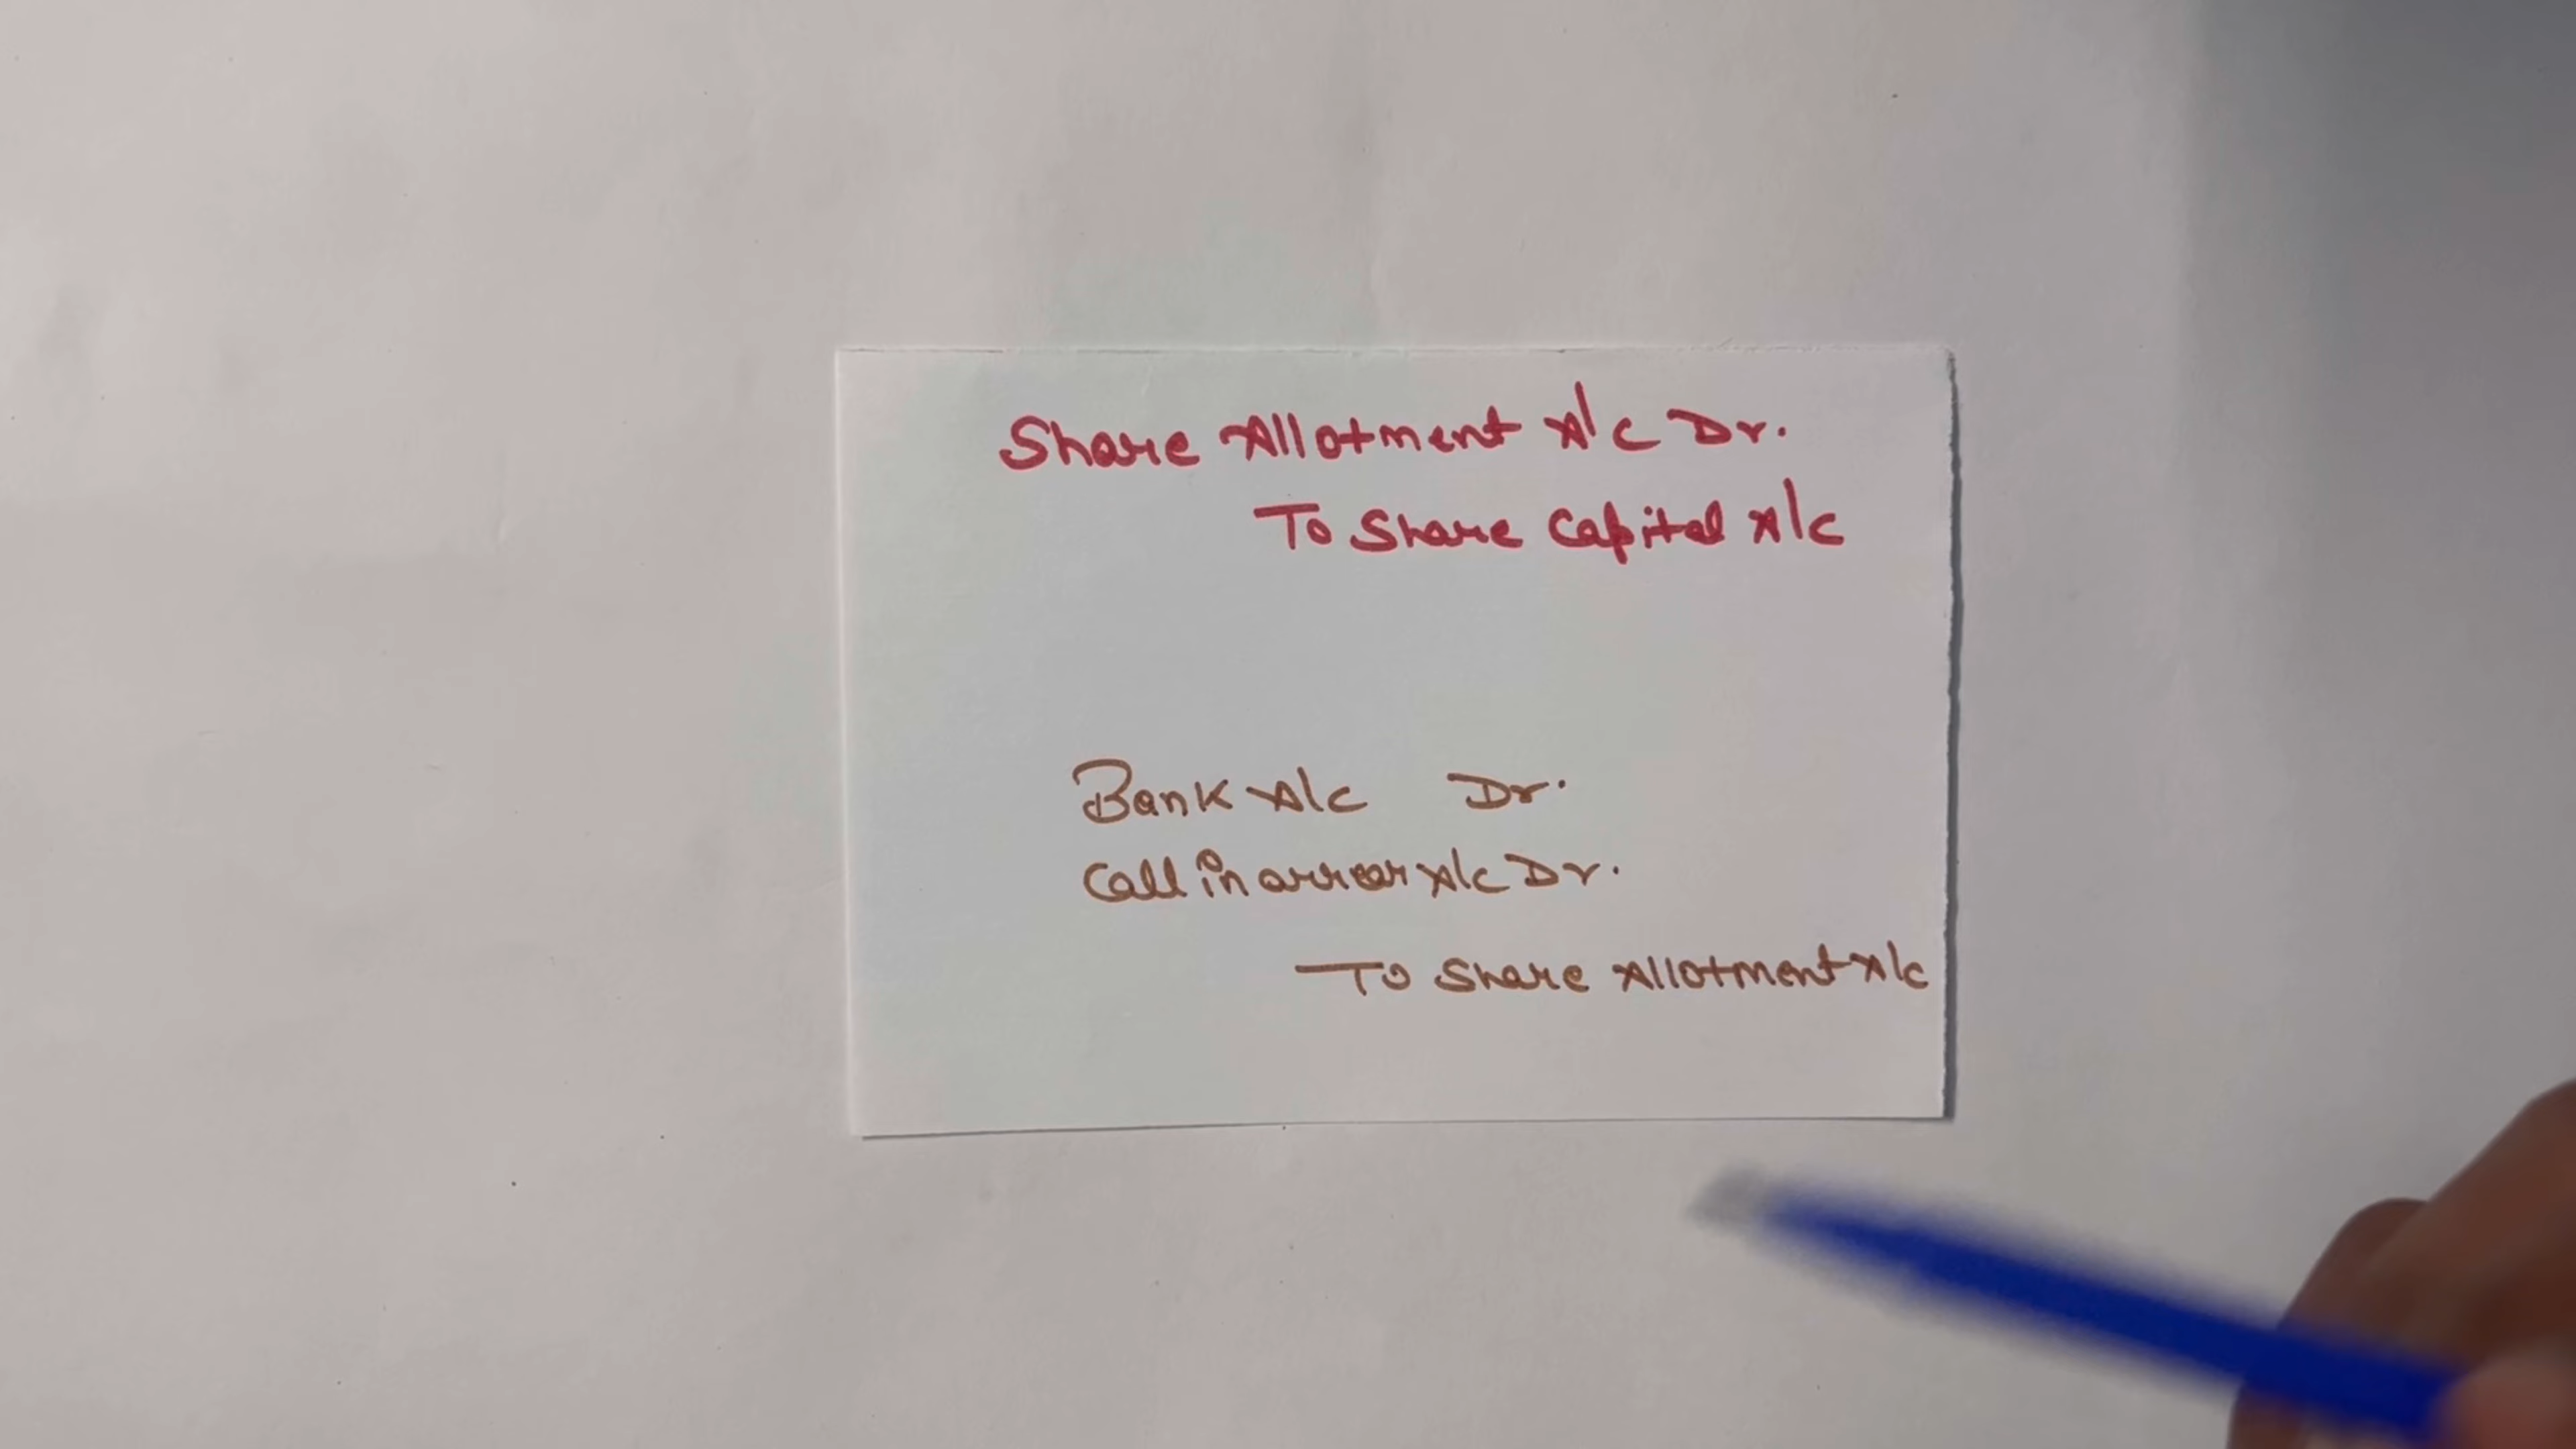 Share Allotment A/c Dr.
To Share Capital A/c
Bank A/c Dr.
Call in arrear A/c Dr.
To Share Allotment A/c